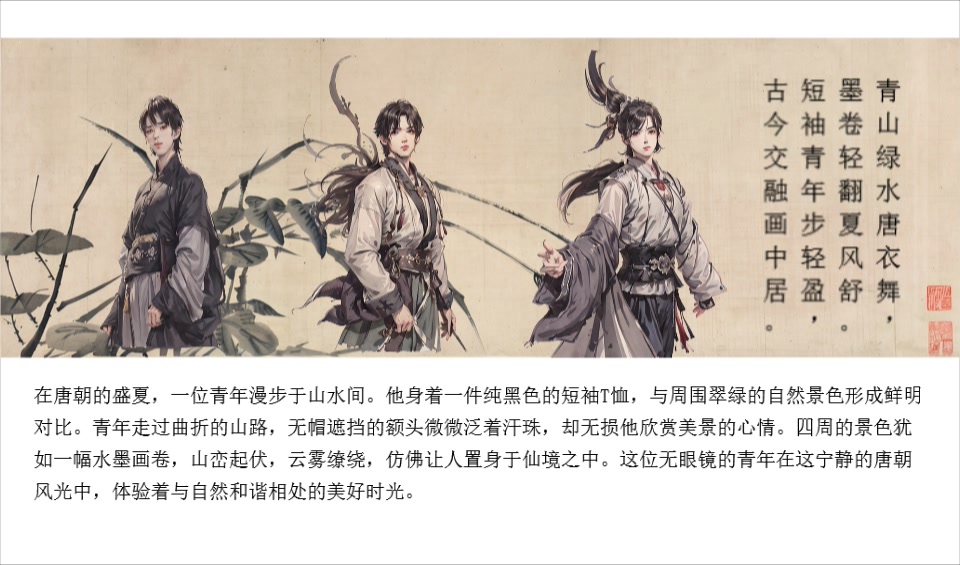 青山绿水唐衣舞，
墨卷轻翻夏风舒。
短袖青年步轻盈，
古今交融画中居。
在唐朝的盛夏，一位青年漫步于山水间。他身着一件纯黑色的短袖T恤，与周围翠绿的自然景色形成鲜明
对比。青年走过曲折的山路，无帽遮挡的额头微微泛着汗珠，却无损他欣赏美景的心情。四周的景色犹
如一幅水墨画卷，山峦起伏，云雾缭绕，仿佛让人置身于仙境之中。这位无眼镜的青年在这宁静的唐朝
风光中，体验着与自然和谐相处的美好时光。